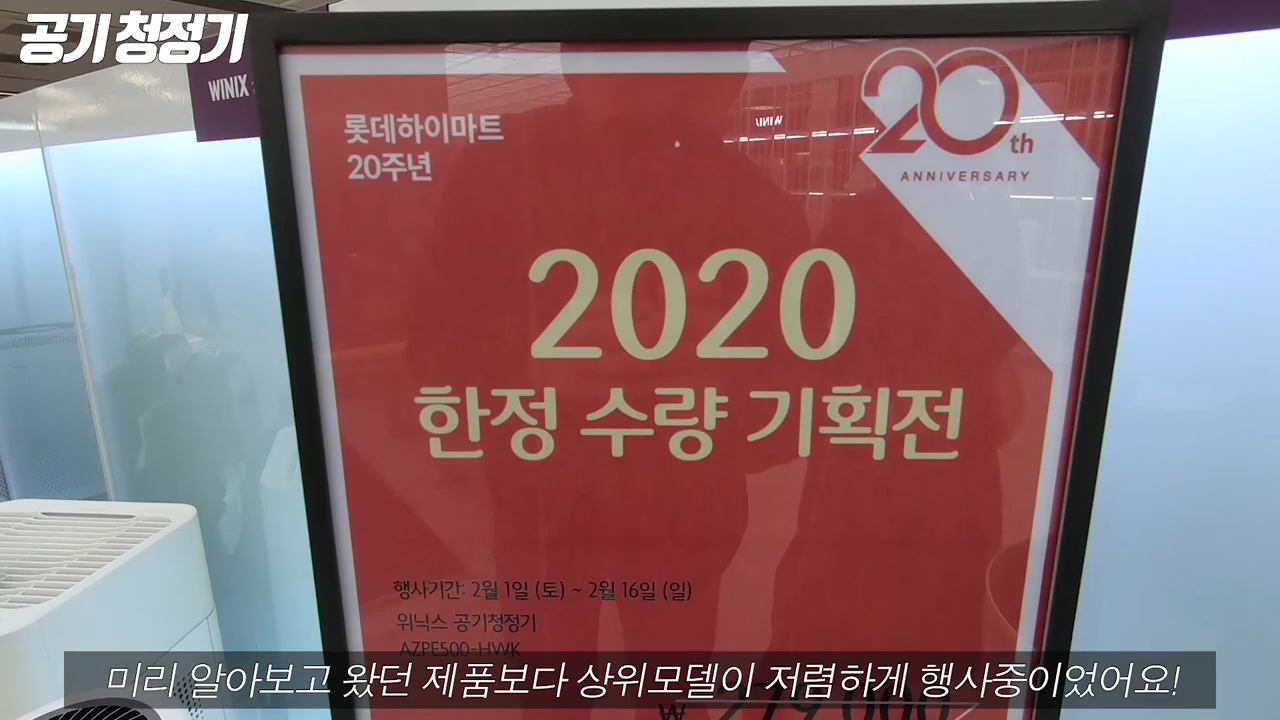 공기 청정기
WINIX
롯데하이마트
20주년
20th
ANNIVERSARY
WINIX
2020
한정 수량 기획전
행사기간: 2월 1일 (토) ~ 2월 16일 (일)
위닉스 공기청정기
AZPE500-HWK
미리 알아보고 왔던 제품보다 상위모델이 저렴하게 행사중이었어요!
₩ 279,000